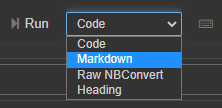 Run Code
Code
Markdown
Raw NBConvert
Heading